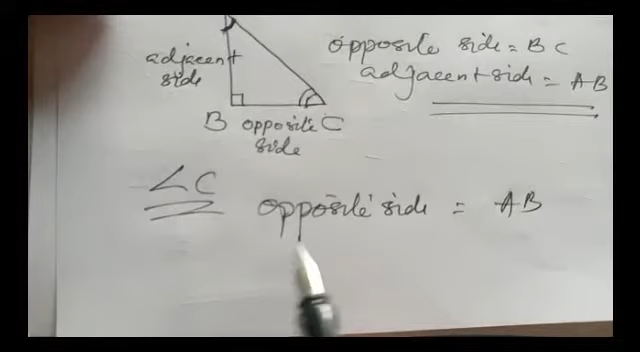 adjacent
side
opposite side = BC
adjacent side = AB
B opposite C
side
∠C
opposite side = AB